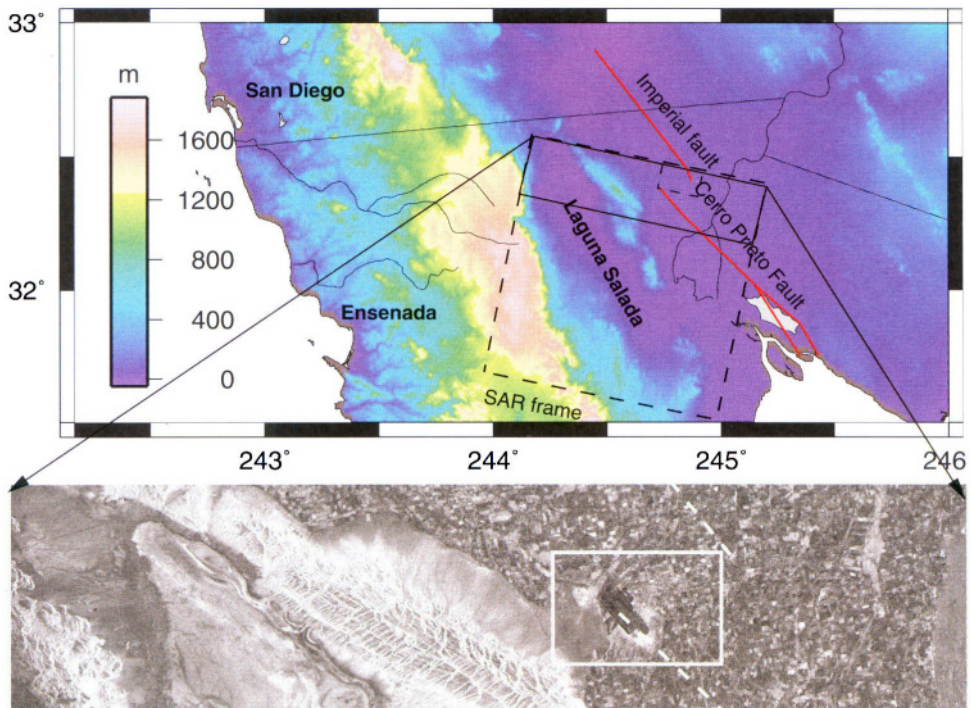 33°
m
San Diego
1600
Imperial fault
1200
Cerro Prieto Fault
800
Laguna Salada
32°
400
Ensenada
0
SAR frame
243°
244°
245°
246